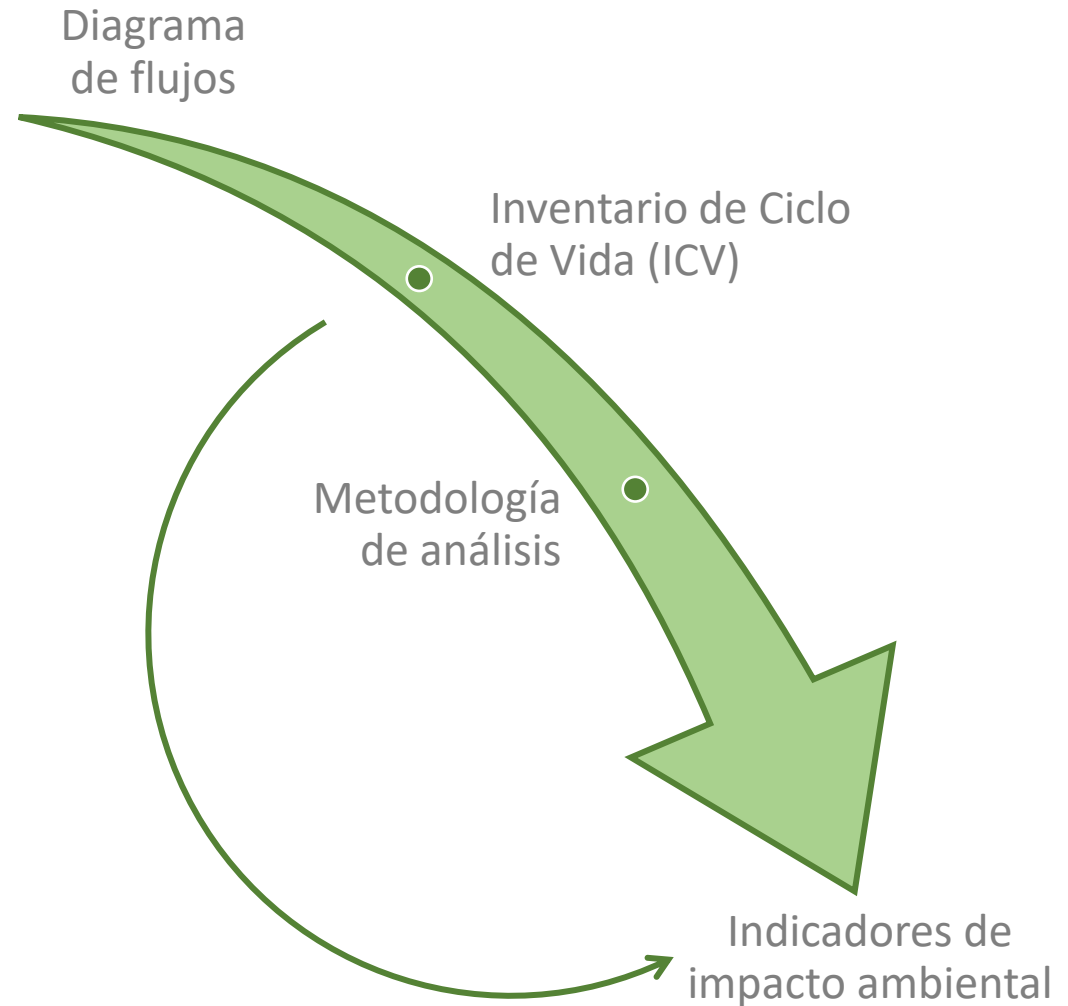 Diagrama
de flujos
Inventario de Ciclo
de Vida (ICV)
Metodología
de análisis
Indicadores de
impacto ambiental